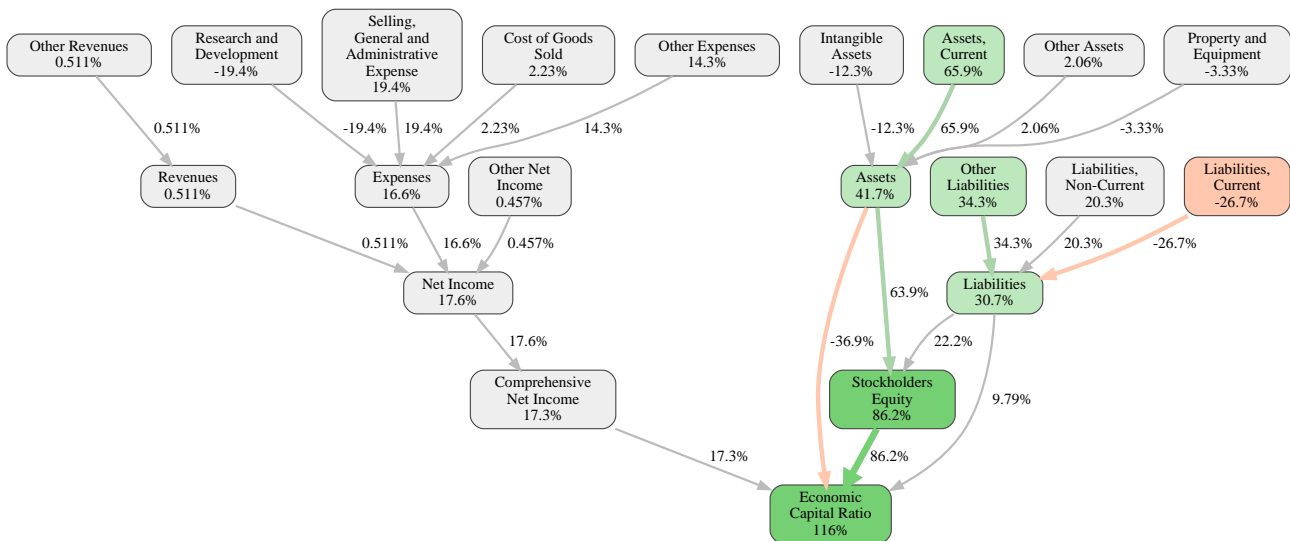 Other Revenues
0.511%
Research and
Development
-19.4%
Selling,
General and
Administrative
Expense
19.4%
Cost of Goods
Sold
2.23%
Other Expenses
14.3%
Intangible
Assets
-12.3%
Assets,
Current
65.9%
Other Assets
2.06%
Property and
Equipment
-3.33%
0.511%
-19.4%
19.4%
2.23%
14.3%
-12.3%
65.9%
2.06%
-3.33%
Revenues
0.511%
Expenses
16.6%
Other Net
Income
0.457%
Assets
41.7%
Other
Liabilities
34.3%
Liabilities,
Non-Current
20.3%
Liabilities,
Current
-26.7%
0.511%
16.6%
0.457%
34.3%
20.3%
-26.7%
Net Income
17.6%
63.9%
Liabilities
30.7%
17.6%
-36.9%
22.2%
Comprehensive
Net Income
17.3%
Stockholders
Equity
86.2%
9.79%
17.3%
86.2%
Economic
Capital Ratio
116%